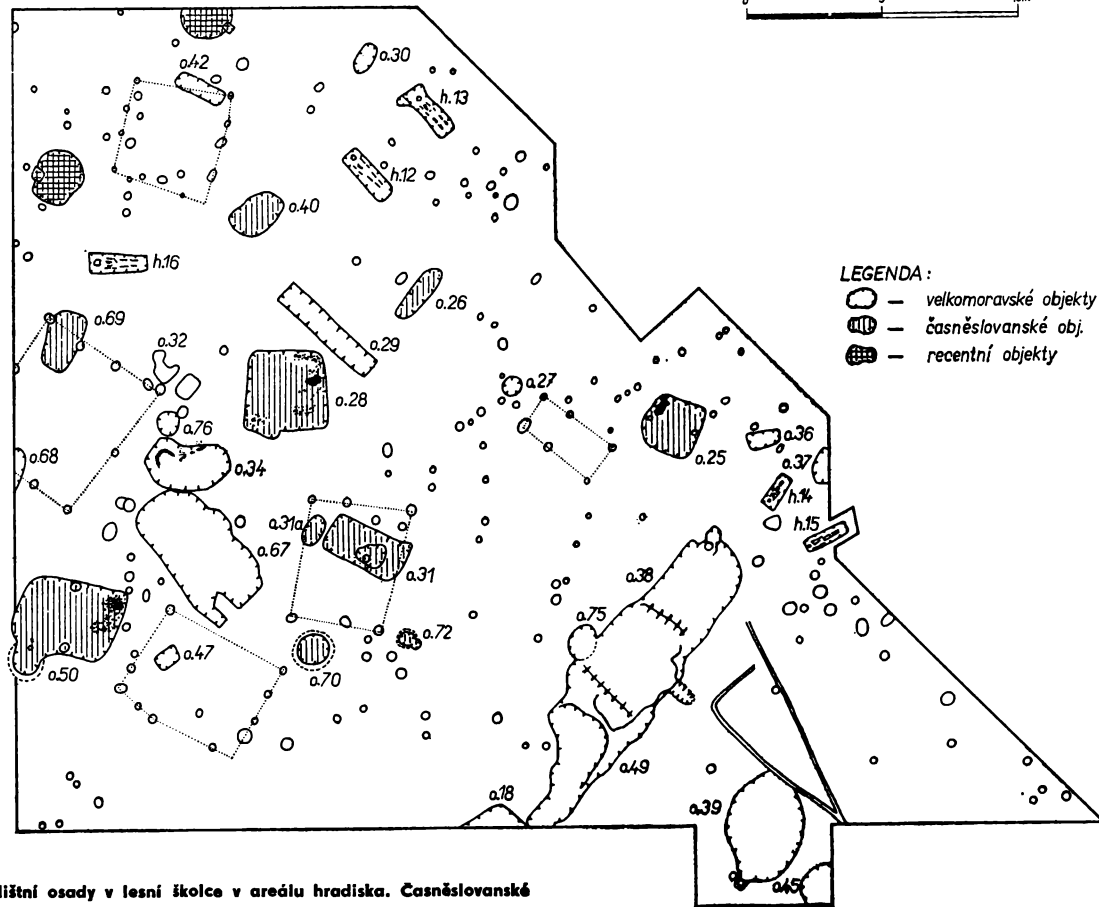 o.42
o.30
h.13
h.12
o.40
h.16
o.26
o.69
o.32
o.29
o.28
o.27
o.76
o.34
o.68
o.25
o.36
o.37
h.14
h.15
o.31a
o.67
o.31
o.38
o.75
o.72
o.47
o.50
o.70
o.49
o.18
o.39
o.45
LEGENDA :
— velkomoravské objekty
— časněslovanské obj.
— recentní objekty
lištní osady v lesní školce v areálu hradiska. Časněslovanské